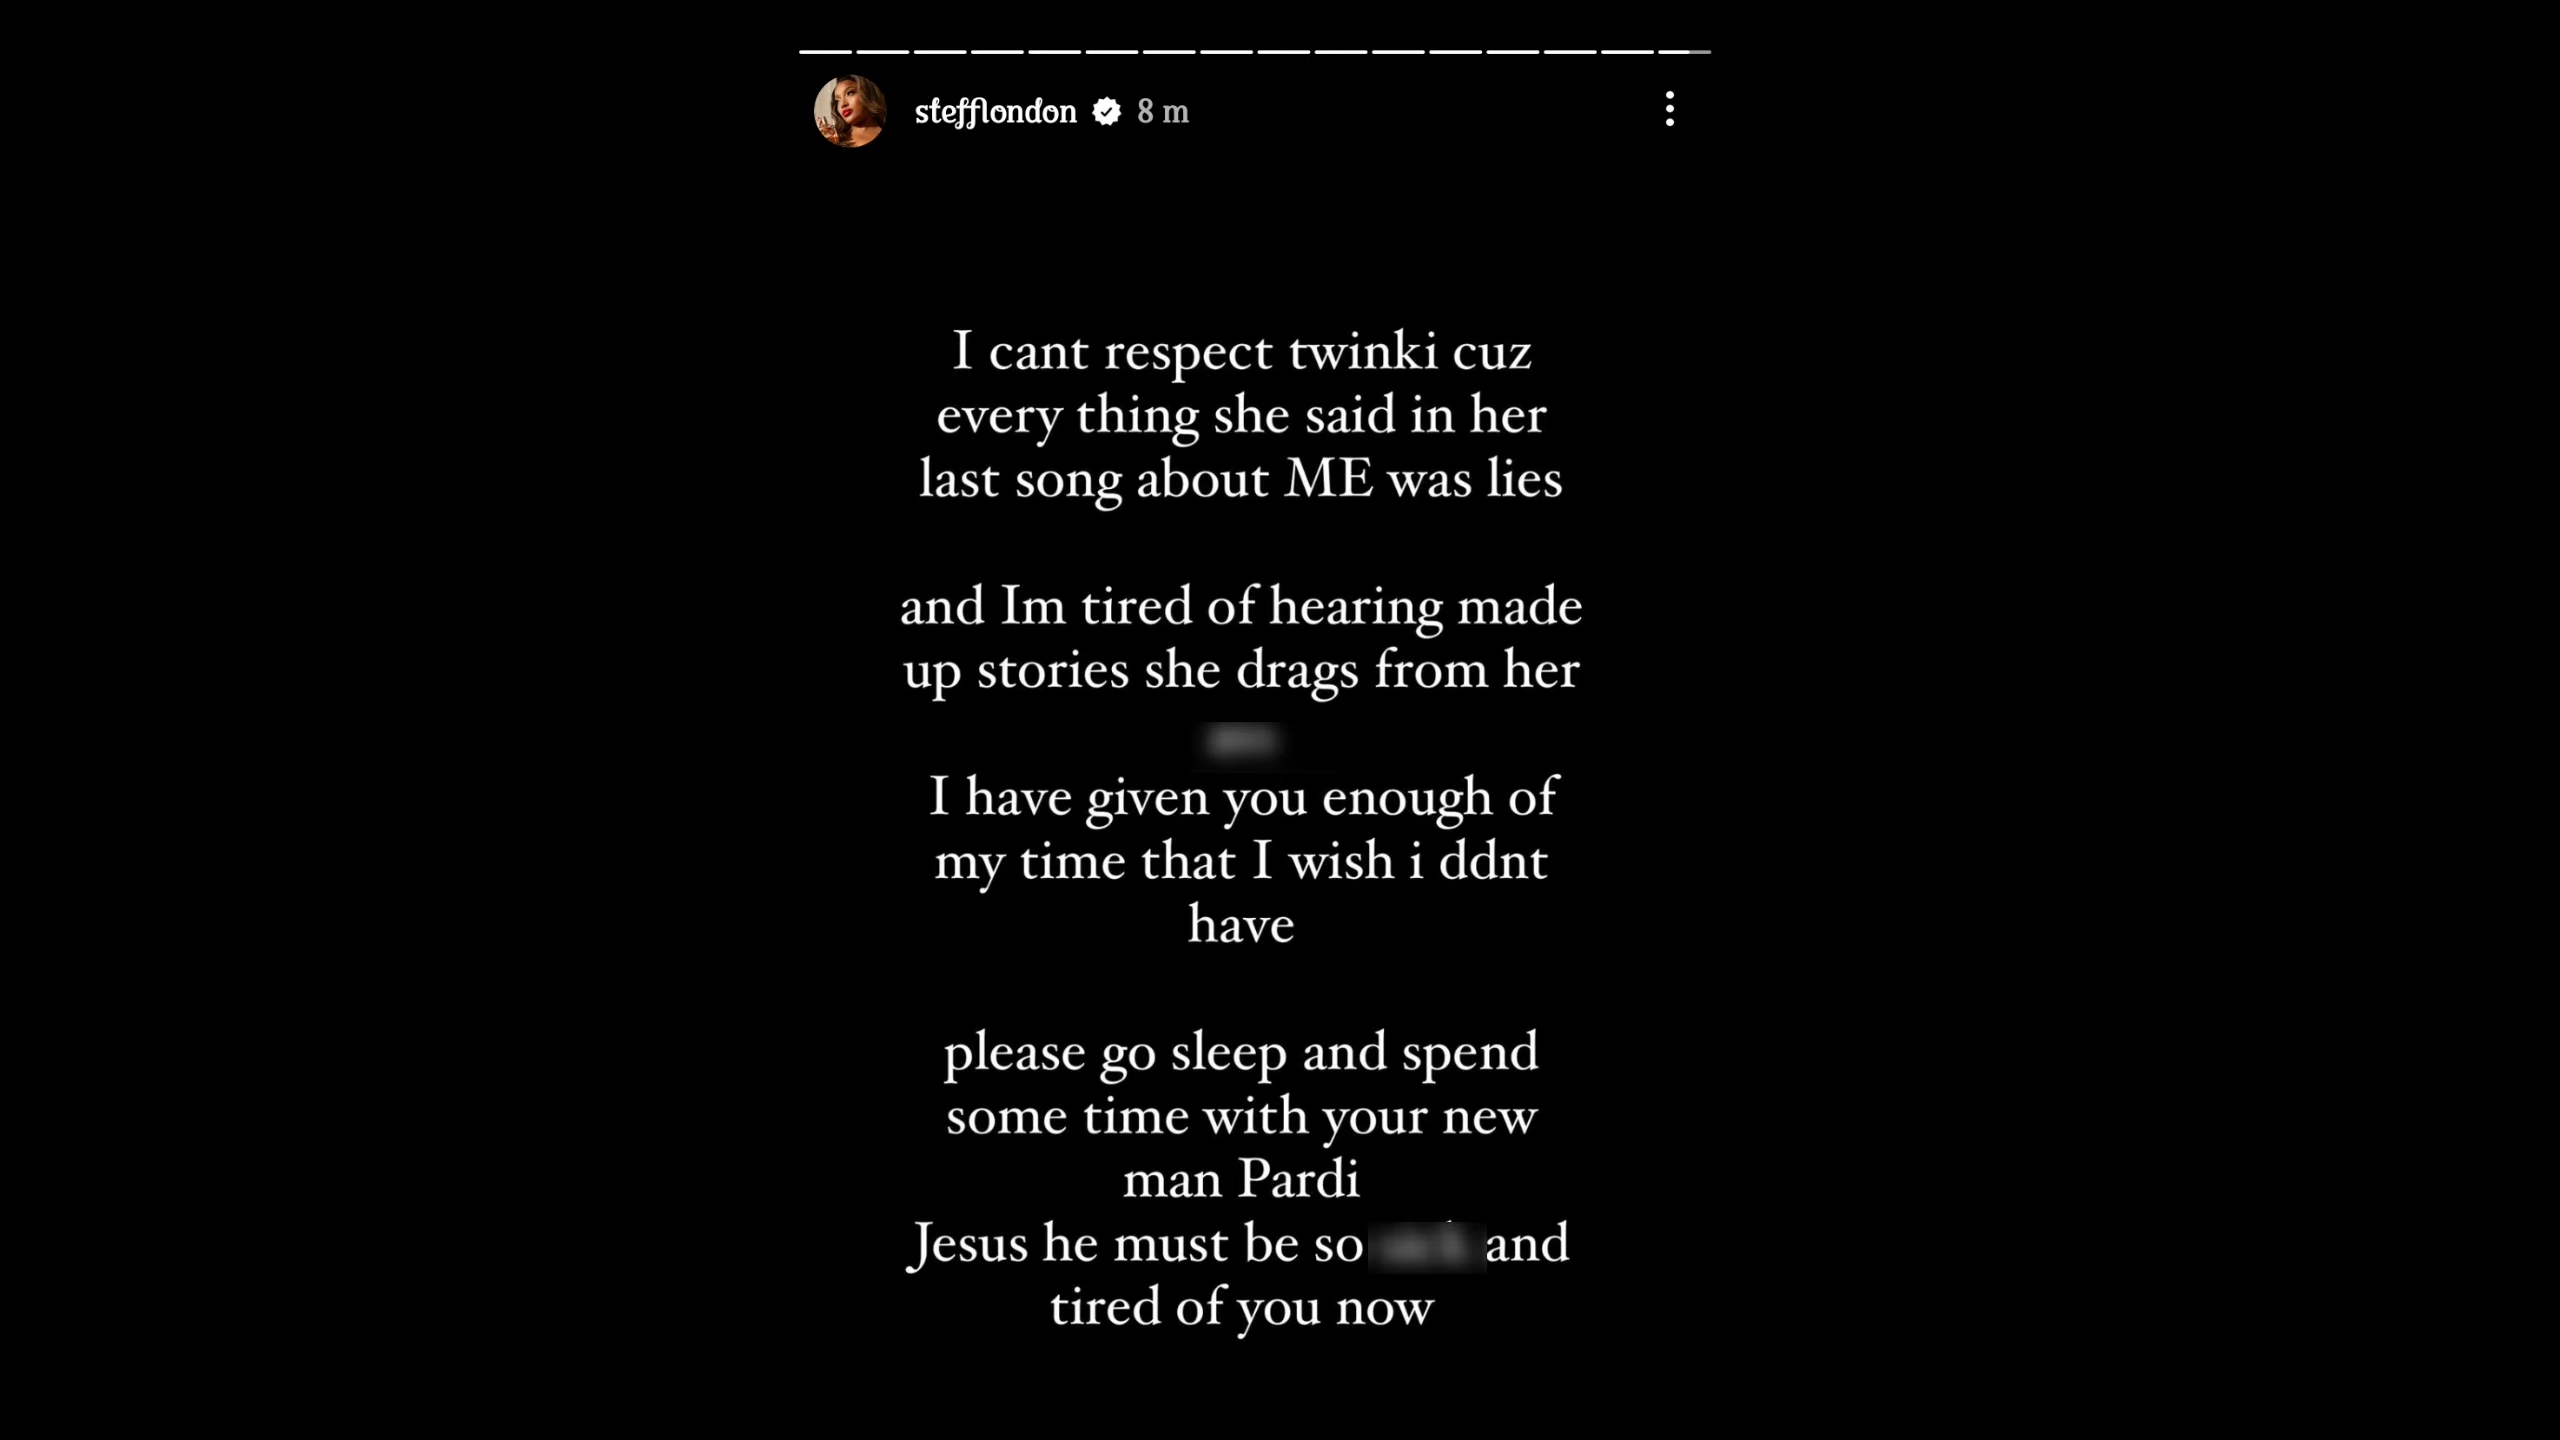 stefflondon 8 m
I cant respect twinki cuz
every thing she said in her
last song about ME was lies
and Im tired of hearing made
up stories she drags from her
I have given you enough of
my time that I wish i ddnt
have
please go sleep and spend
some time with your new
man Pardi
Jesus he must be so and
tired of you now